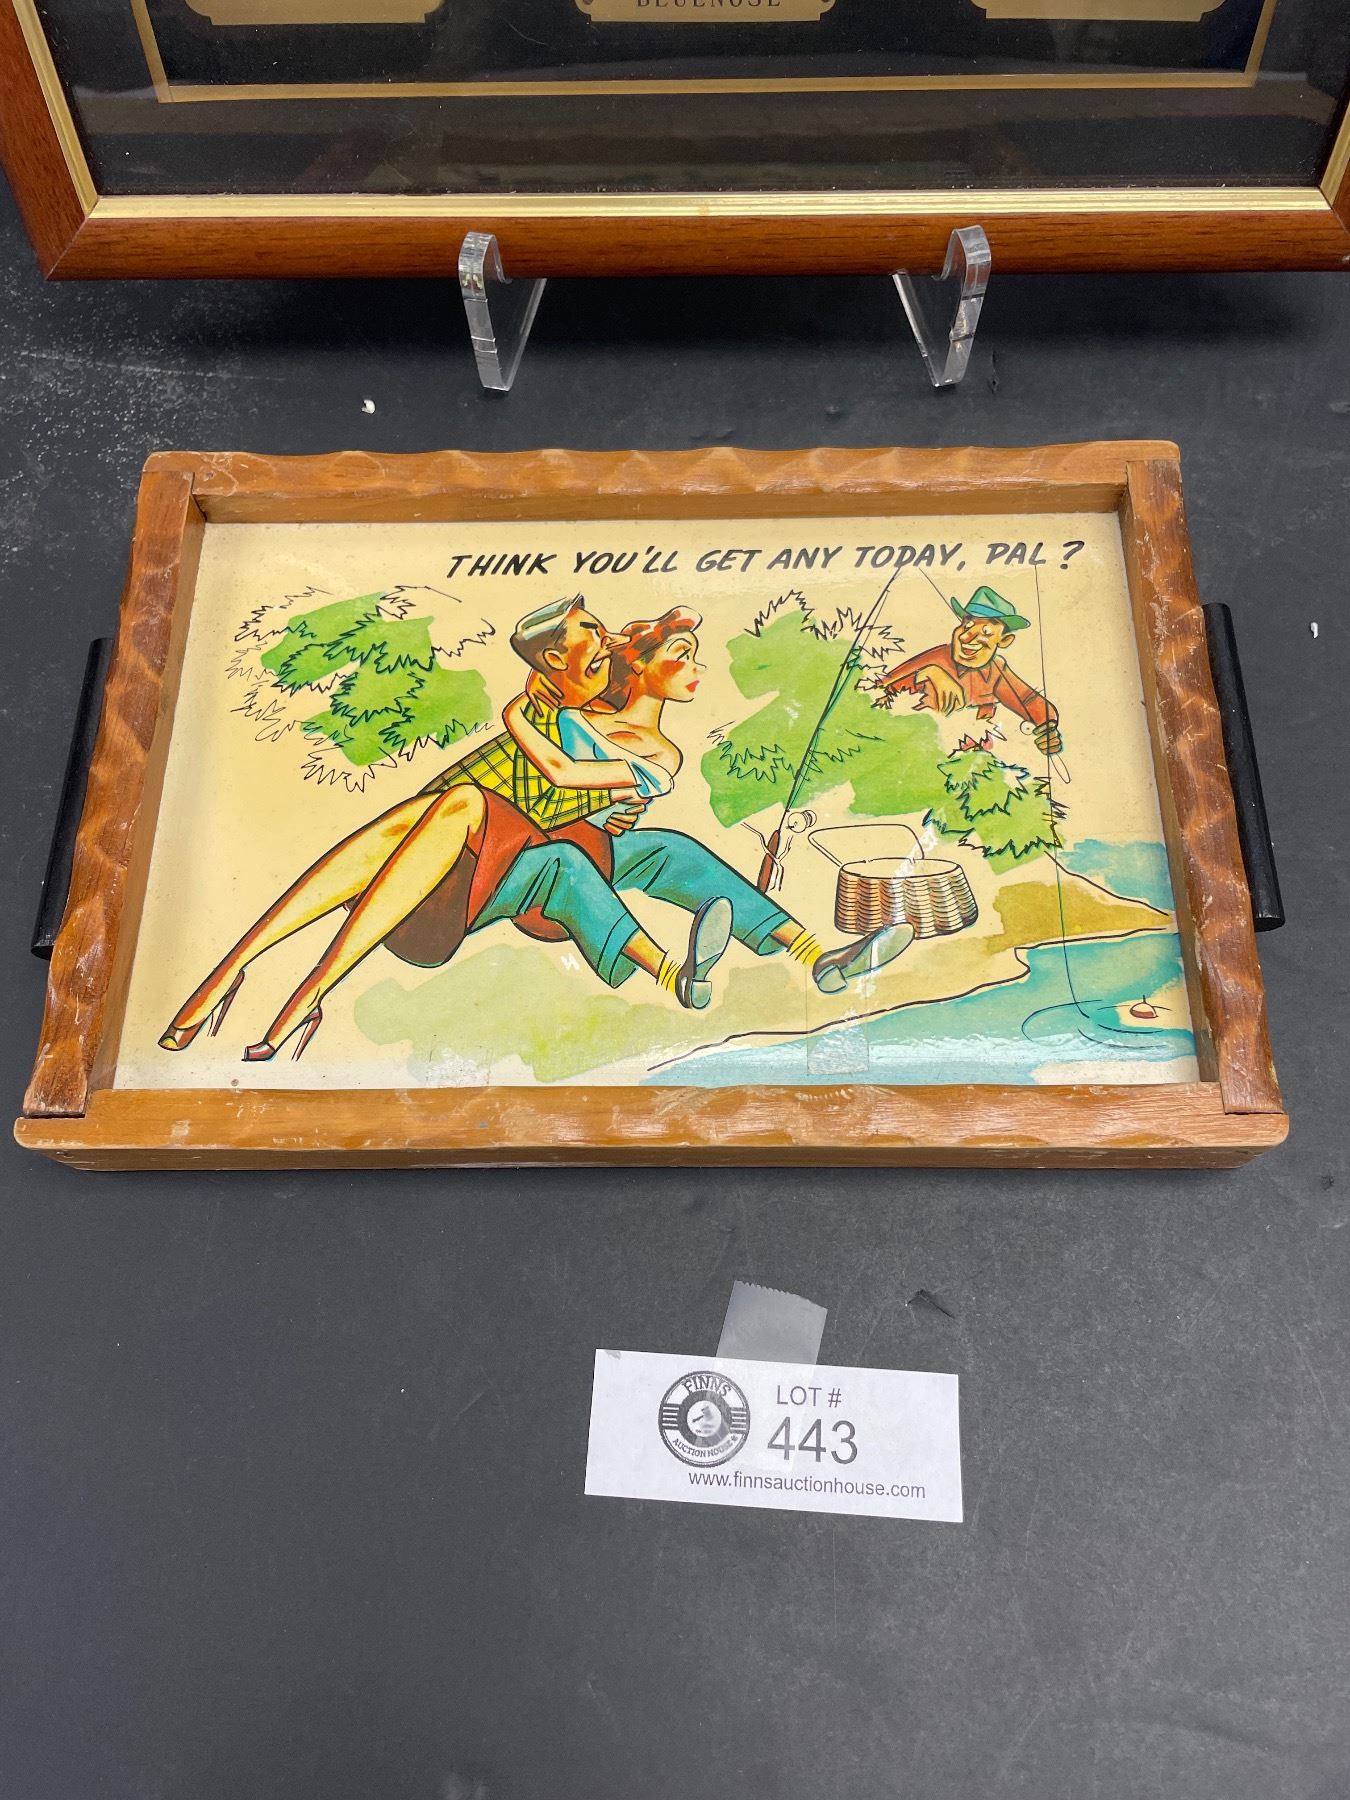 BLUENOSE
THINK YOU'LL GET ANY TODAY, PAL?
FINNS
AUCTION HOUSE
LOT #
443
www.finnsauctionhouse.com